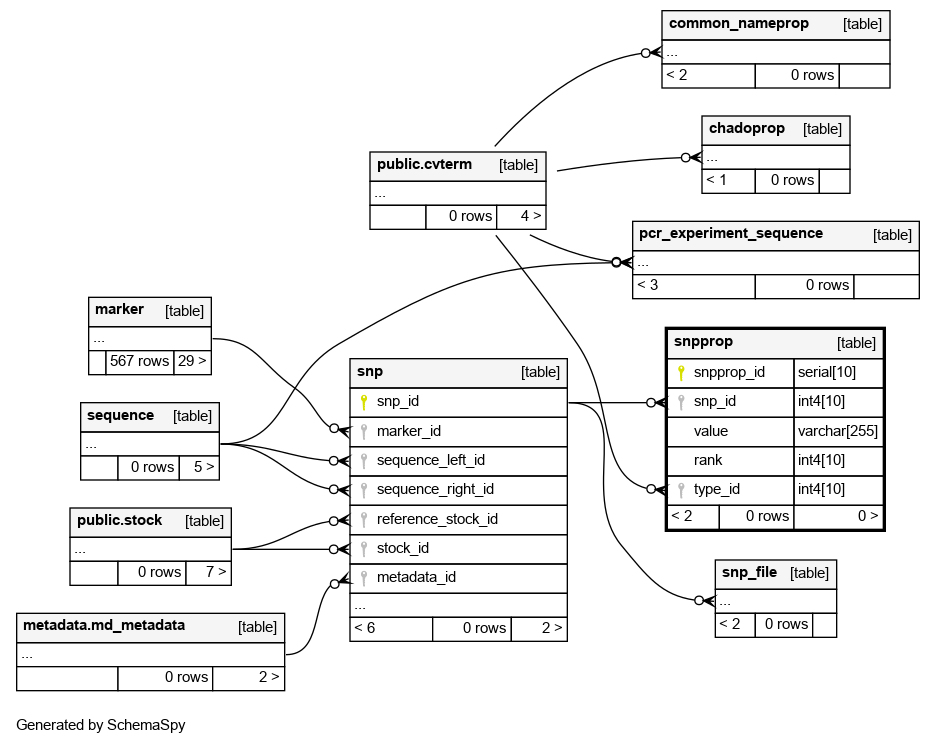 common_nameprop [table]
...
< 2 0 rows
chadoprop [table]
...
< 1 0 rows
public.cvterm [table]
...
0 rows 4 >
pcr_experiment_sequence [table]
...
< 3 0 rows
marker [table]
...
567 rows 29 >
snpprop [table]
snpprop_id serial[10]
snp_id int4[10]
value varchar[255]
rank int4[10]
type_id int4[10]
< 2 0 rows 0 >
snp [table]
snp_id
marker_id
sequence_left_id
sequence_right_id
reference_stock_id
stock_id
metadata_id
...
< 6 0 rows 2 >
sequence [table]
...
0 rows 5 >
public.stock [table]
...
0 rows 7 >
snp_file [table]
...
< 2 0 rows
metadata.md_metadata [table]
...
0 rows 2 >
Generated by SchemaSpy